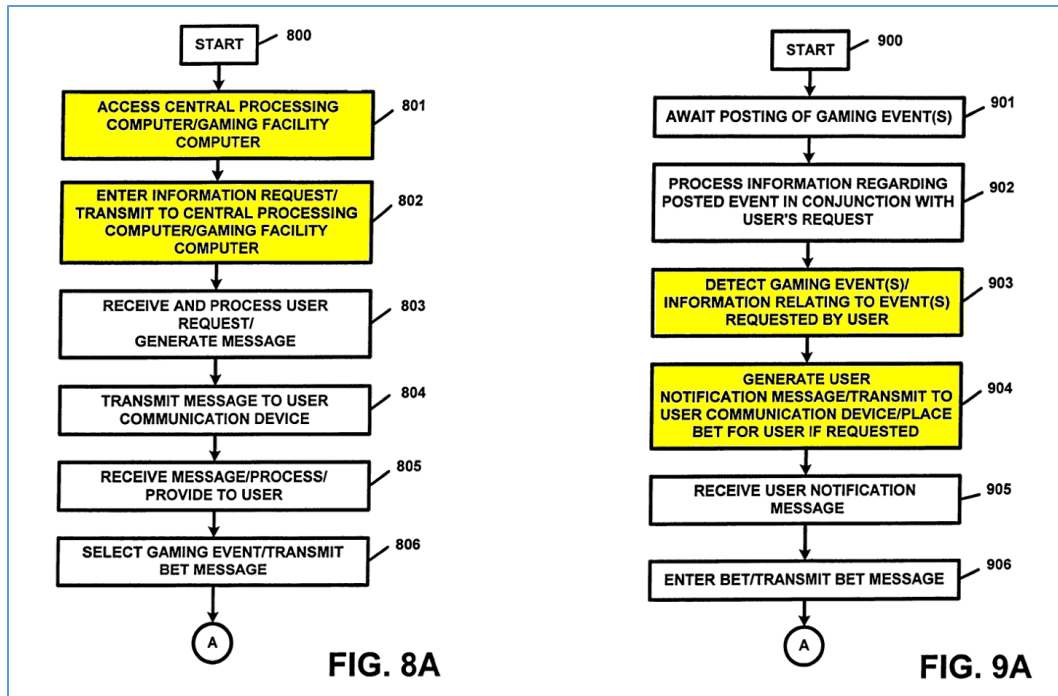 START
800
ACCESS CENTRAL PROCESSING
COMPUTER/GAMING FACILITY
COMPUTER
801
ENTER INFORMATION REQUEST/
TRANSMIT TO CENTRAL PROCESSING
COMPUTER/GAMING FACILITY
COMPUTER
802
RECEIVE AND PROCESS USER
REQUEST/
GENERATE MESSAGE
803
TRANSMIT MESSAGE TO USER
COMMUNICATION DEVICE
804
RECEIVE MESSAGE/PROCESS/
PROVIDE TO USER
805
SELECT GAMING EVENT/TRANSMIT
BET MESSAGE
806
A
FIG. 8A
START
900
AWAIT POSTING OF GAMING EVENT(S)
901
PROCESS INFORMATION REGARDING
POSTED EVENT IN CONJUNCTION WITH
USER'S REQUEST
902
DETECT GAMING EVENT(S)/
INFORMATION RELATING TO EVENT(S)
REQUESTED BY USER
903
GENERATE USER
NOTIFICATION MESSAGE/TRANSMIT TO
USER COMMUNICATION DEVICE/PLACE
BET FOR USER IF REQUESTED
904
RECEIVE USER NOTIFICATION
MESSAGE
905
ENTER BET/TRANSMIT BET MESSAGE
906
A
FIG. 9A